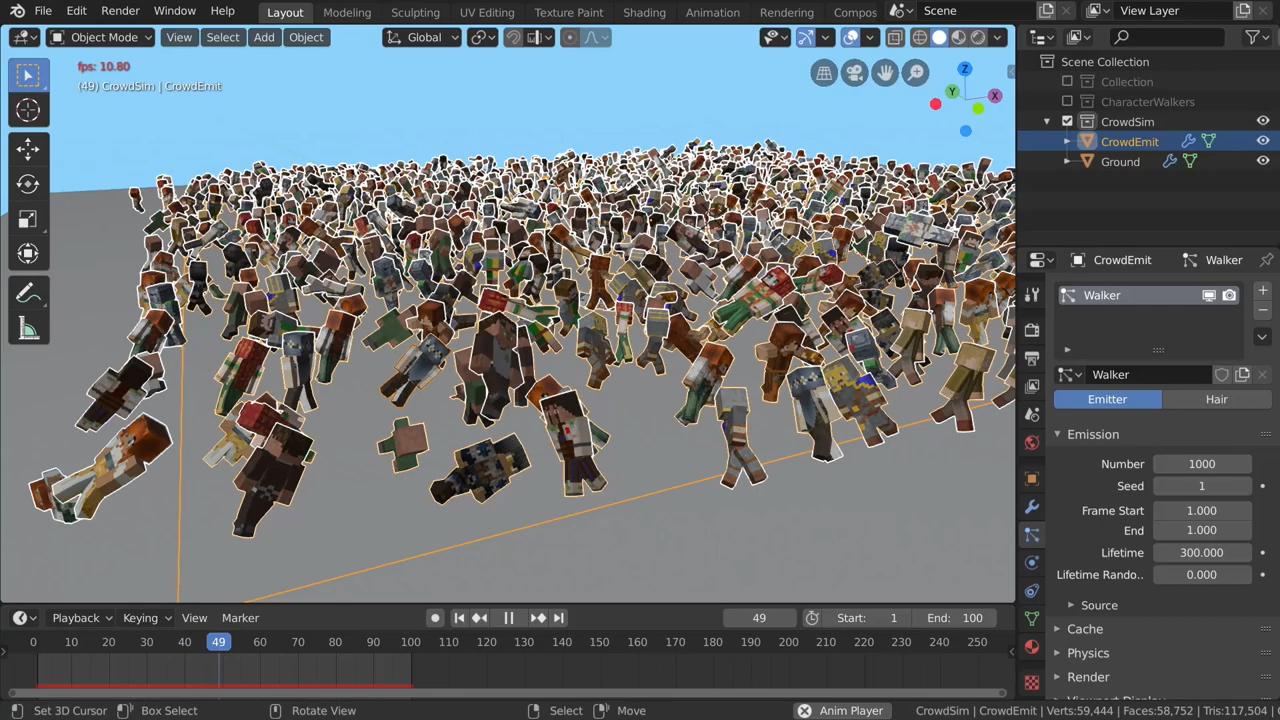 File Edit Render Window Help Layout Modeling Sculpting UV Editing Texture Paint Shading Animation Rendering Compos Scene View Layer
Object Mode View Select Add Object Global
fps: 10.80
(49) CrowdSim | CrowdEmit
Z
Y
X
Scene Collection
Collection
CharacterWalkers
CrowdSim
CrowdEmit
Ground
CrowdEmit Walker
Walker
Walker
Emitter Hair
Emission
Number 1000
Seed 1
Frame Start 1.000
End 1.000
Lifetime 300.000
Lifetime Rando.. 0.000
Source
Cache
Physics
Render
Playback Keying View Marker 49 Start: 1 End: 100
0 10 20 30 40 49 60 70 80 90 100 110 120 130 140 150 160 170 180 190 200 210 220 230 240 250
Set 3D Cursor Box Select Rotate View Select Move Anim Player CrowdSim | CrowdEmit | Verts:59,444 | Faces:58,752 | Tris:117,504